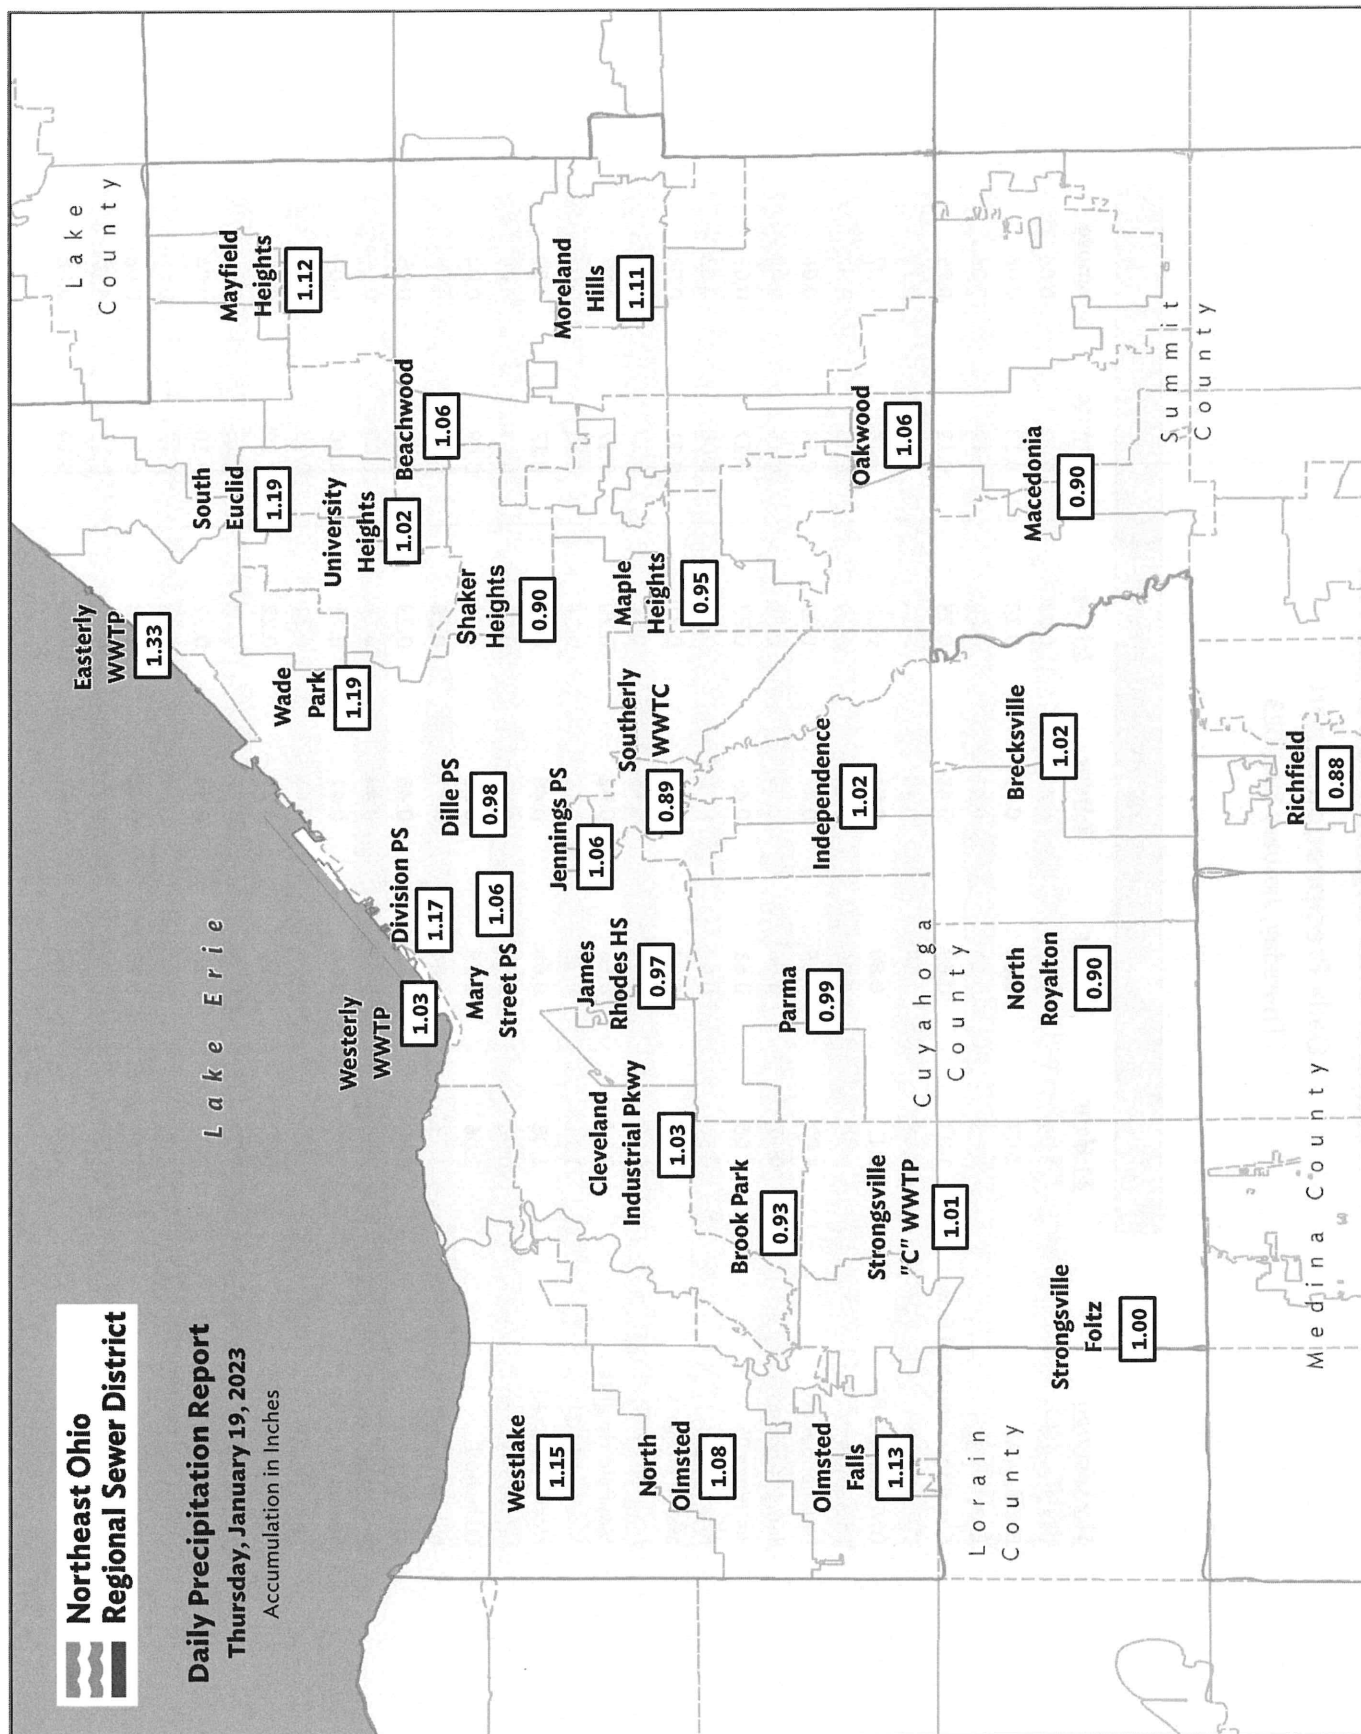 Northeast Ohio
Regional Sewer District
Daily Precipitation Report
Thursday, January 19, 2023
Accumulation in Inches
Lake Erie
Lake
County
Easterly
WWTP
1.33
South
Euclid
1.19
Mayfield
Heights
1.12
Wade
Park
1.19
University
Heights
1.02
Beachwood
1.06
Westerly
WWTP
1.03
Division PS
1.17
Dille PS
0.98
Shaker
Heights
0.90
Mary
Street PS
1.06
Westlake
1.15
Jennings PS
1.06
Moreland
Hills
1.11
Cleveland
Industrial Pkwy
1.03
James
Rhodes HS
0.97
Southerly
WWTC
0.89
Maple
Heights
0.95
North
Olmsted
1.08
Brook Park
0.93
Parma
0.99
Independence
1.02
Oakwood
1.06
Olmsted
Falls
1.13
Strongsville
"C" WWTP
1.01
Cuyahoga
County
Lorain
County
North
Royalton
0.90
Brecksville
1.02
Macedonia
0.90
Strongsville
Foltz
1.00
Summit
County
Medina County
Richfield
0.88